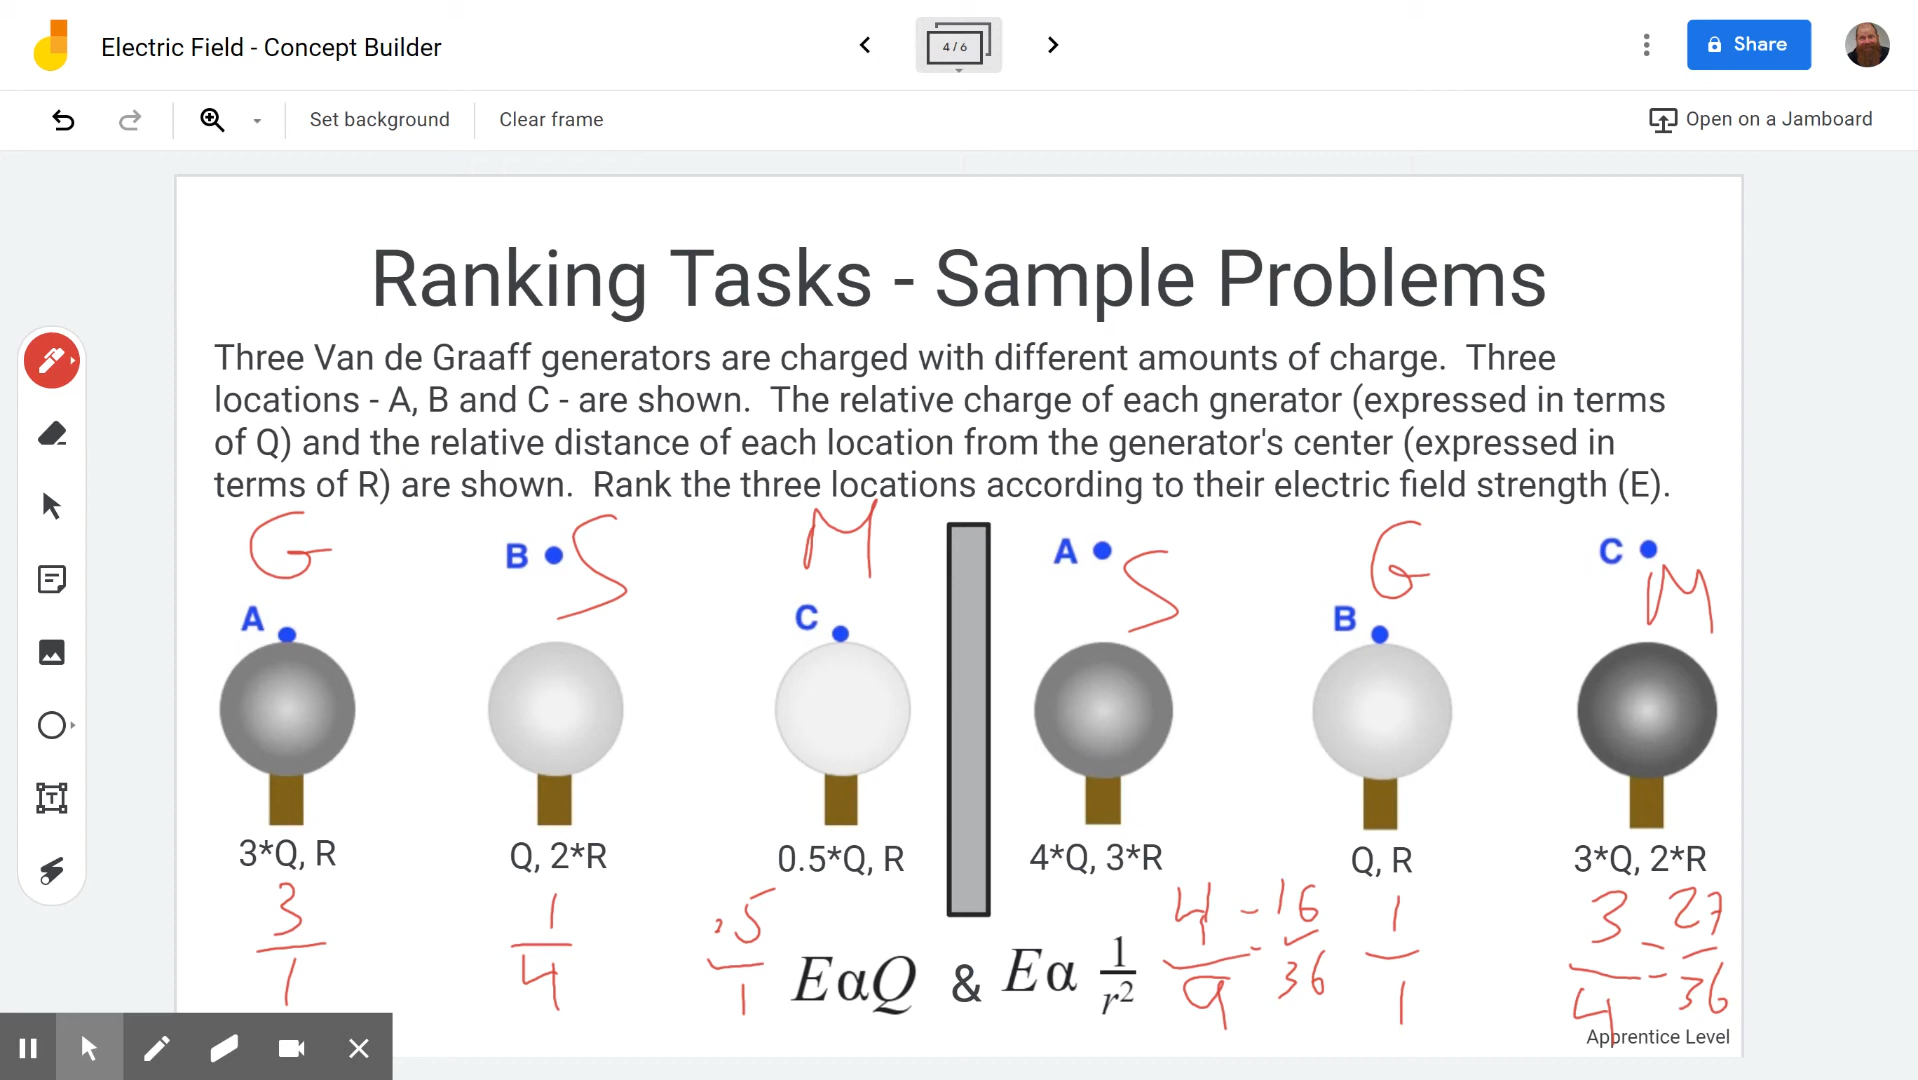 Electric Field - Concept Builder
4 / 6
Share
Set background
Clear frame
Open on a Jamboard
Ranking Tasks - Sample Problems
Three Van de Graaff generators are charged with different amounts of charge. Three
locations - A, B and C - are shown. The relative charge of each gnerator (expressed in terms
of Q) and the relative distance of each location from the generator's center (expressed in
terms of R) are shown. Rank the three locations according to their electric field strength (E).
G
B
S
M
A
S
G
C
M
A
C
B
3*Q, R
Q, 2*R
0.5*Q, R
4*Q, 3*R
Q, R
3*Q, 2*R
3/1
1/4
.5/1
EαQ & Eα 1/r²
4/9 = 16/36
1/1
3/4 = 27/36
Apprentice Level